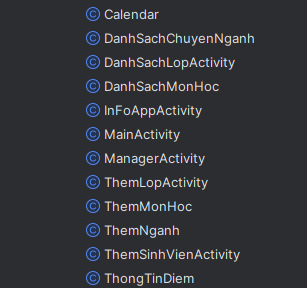 Calendar
DanhSachChuyenNganh
DanhSachLopActivity
DanhSachMonHoc
InFoAppActivity
MainActivity
ManagerActivity
ThemLopActivity
ThemMonHoc
ThemNganh
ThemSinhVienActivity
ThongTinDiem